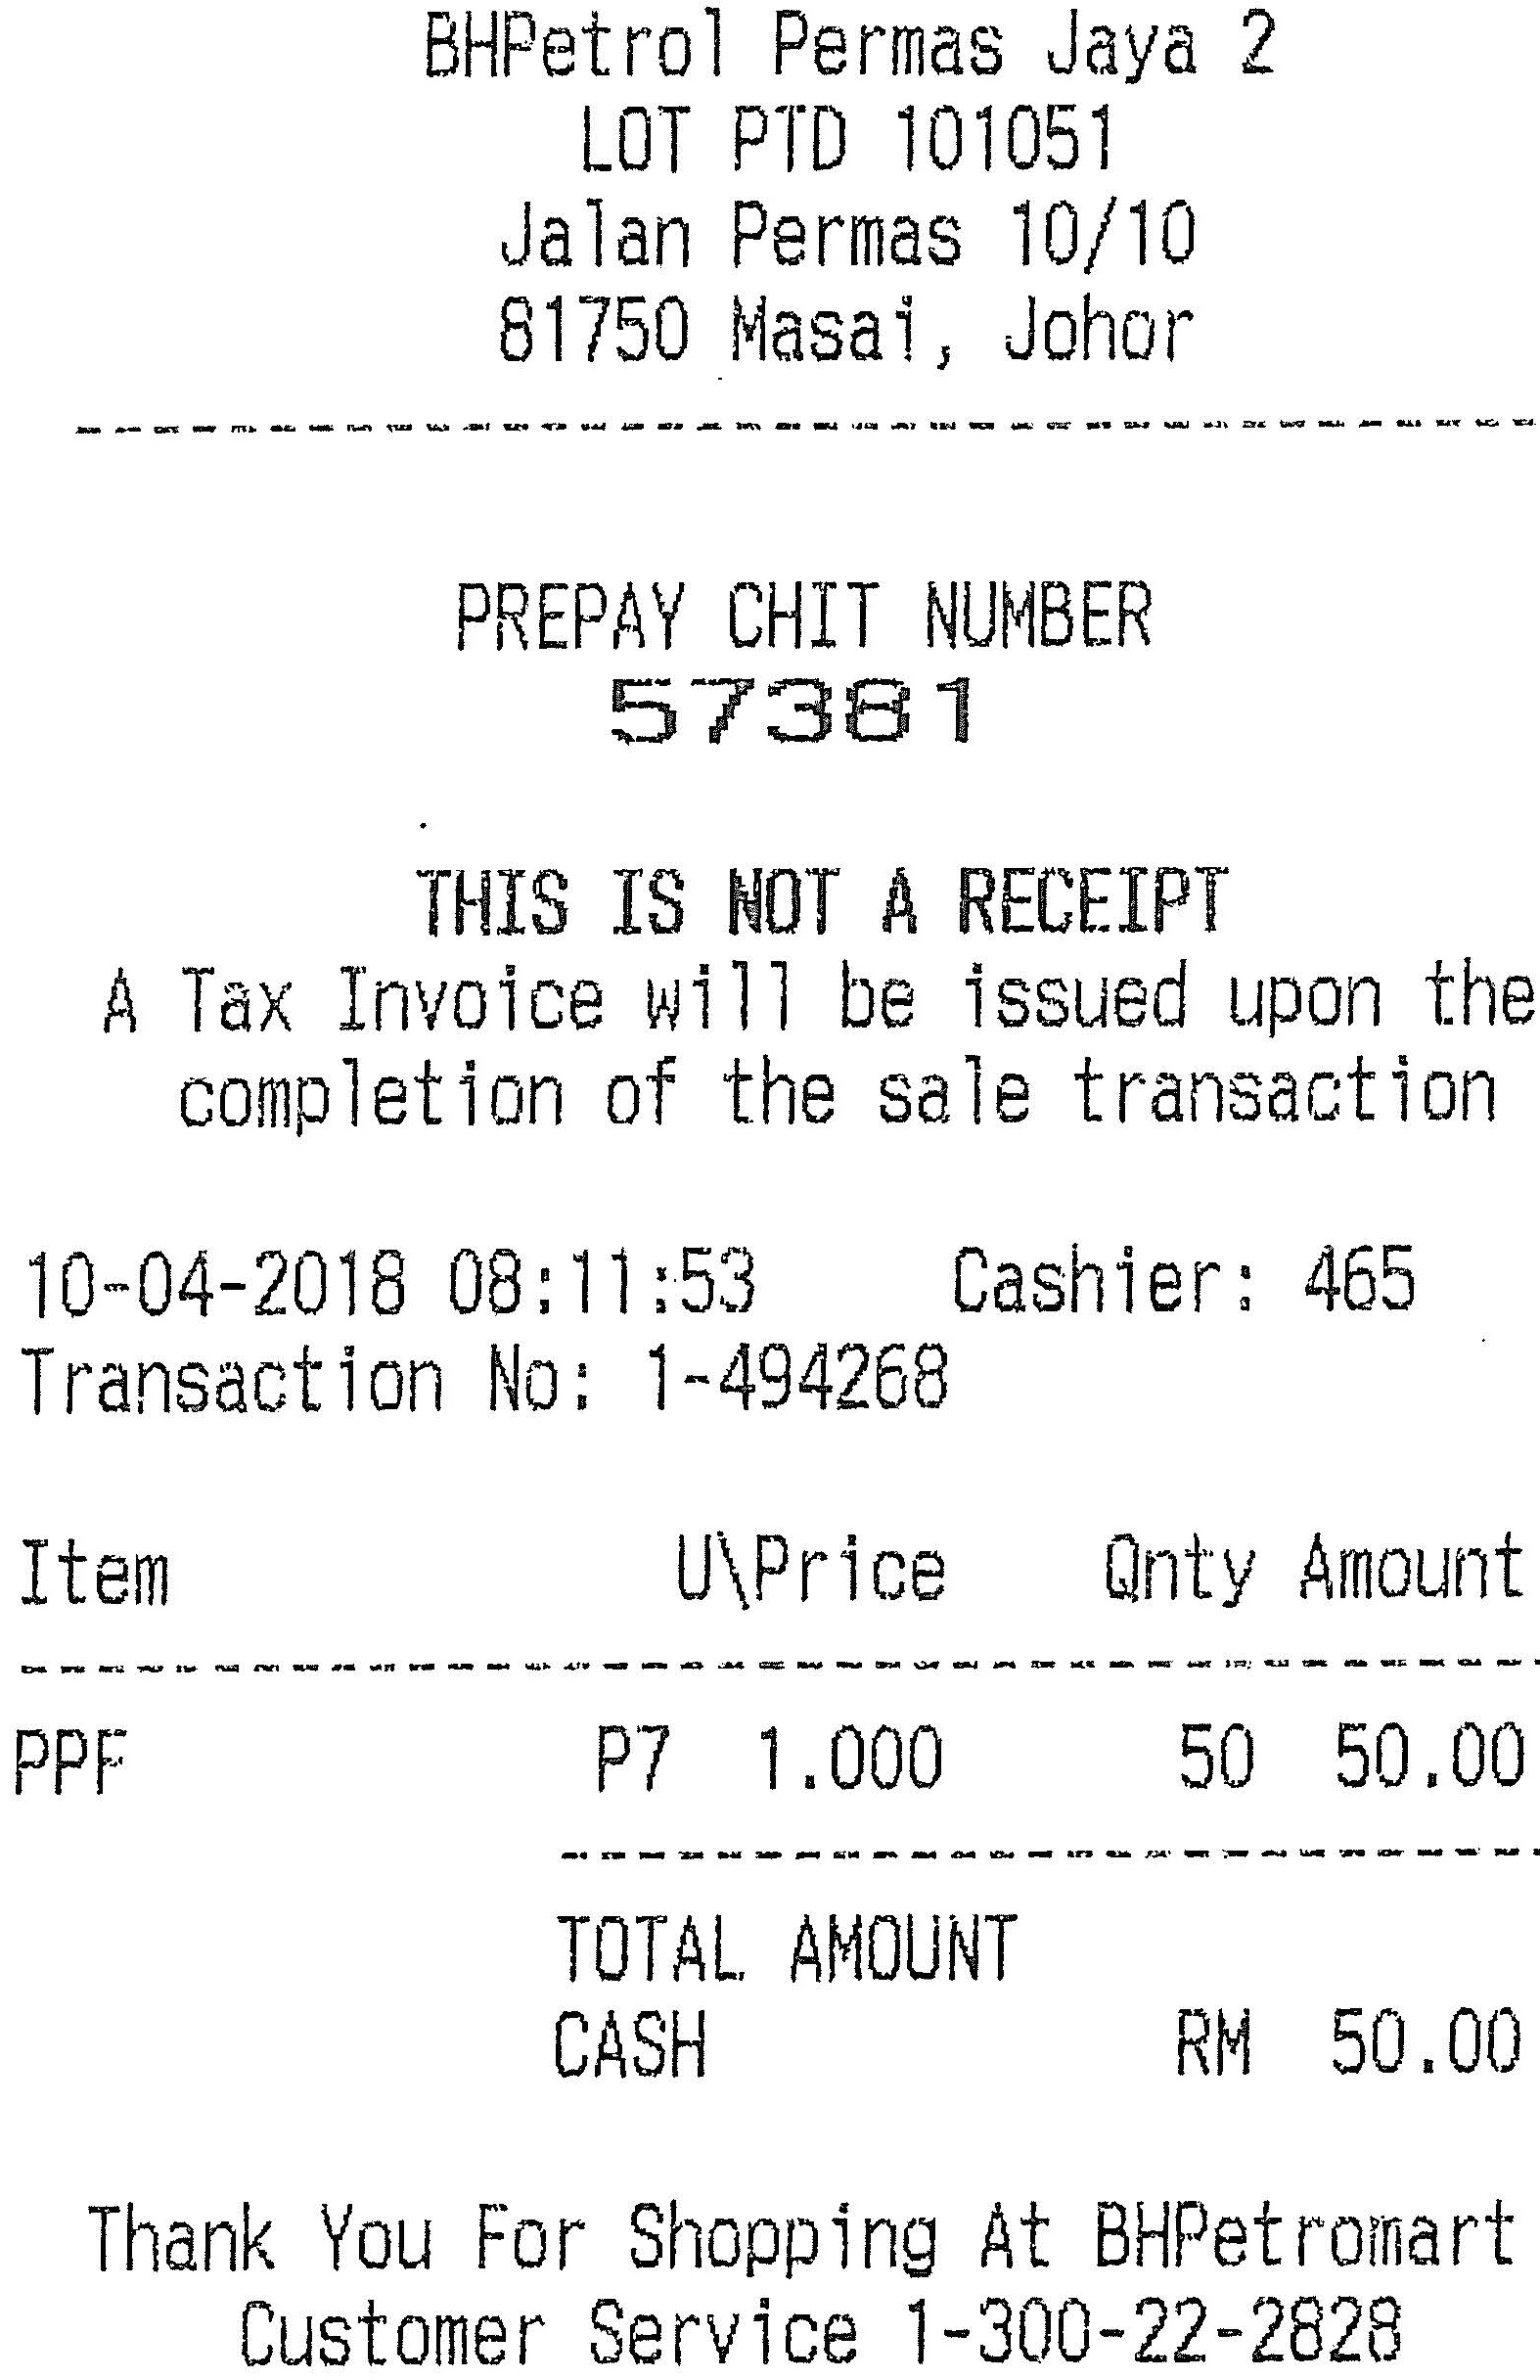 BHPetrol Permas Jaya 2
LOT PTD 101051
Jalan Permas 10/10
81750 Masai, Johor
----------------------------------------
PREPAY CHIT NUMBER
57381
THIS IS NOT A RECEIPT
A Tax Invoice will be issued upon the
completion of the sale transaction
10-04-2018 08:11:53 Cashier: 465
Transaction No: 1-494268
Item U\Price Qnty Amount
----------------------------------------
PPF P7 1.000 50 50.00
--------------------------
TOTAL AMOUNT
CASH RM 50.00
Thank You For Shopping At BHPetromart
Customer Service 1-300-22-2828